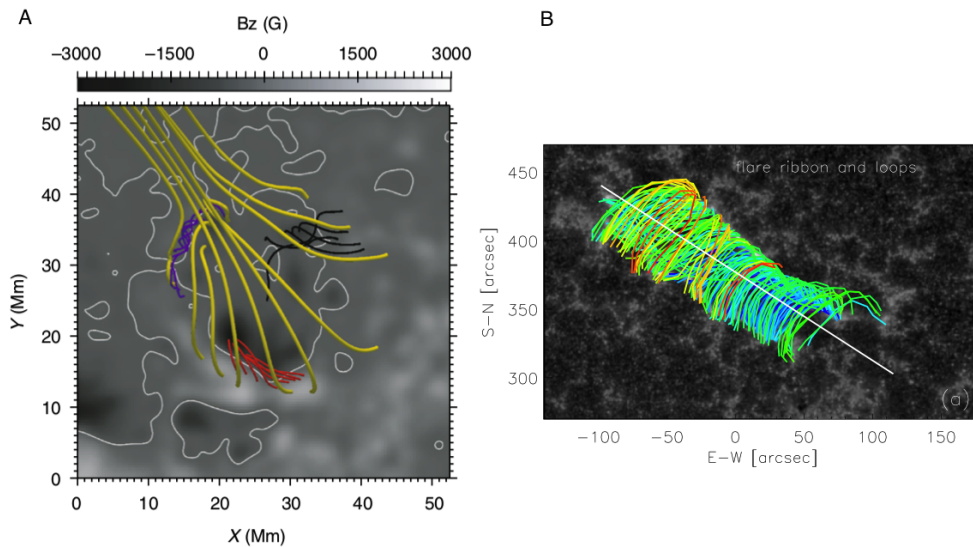 A
Bz (G)
−3000 −1500 0 1500 3000
50
40
30
20
10
0
Y (Mm)
0 10 20 30 40 50
X (Mm)
B
flare ribbon and loops
450
400
350
300
S−N [arcsec]
(a)
−100 −50 0 50 100 150
E−W [arcsec]